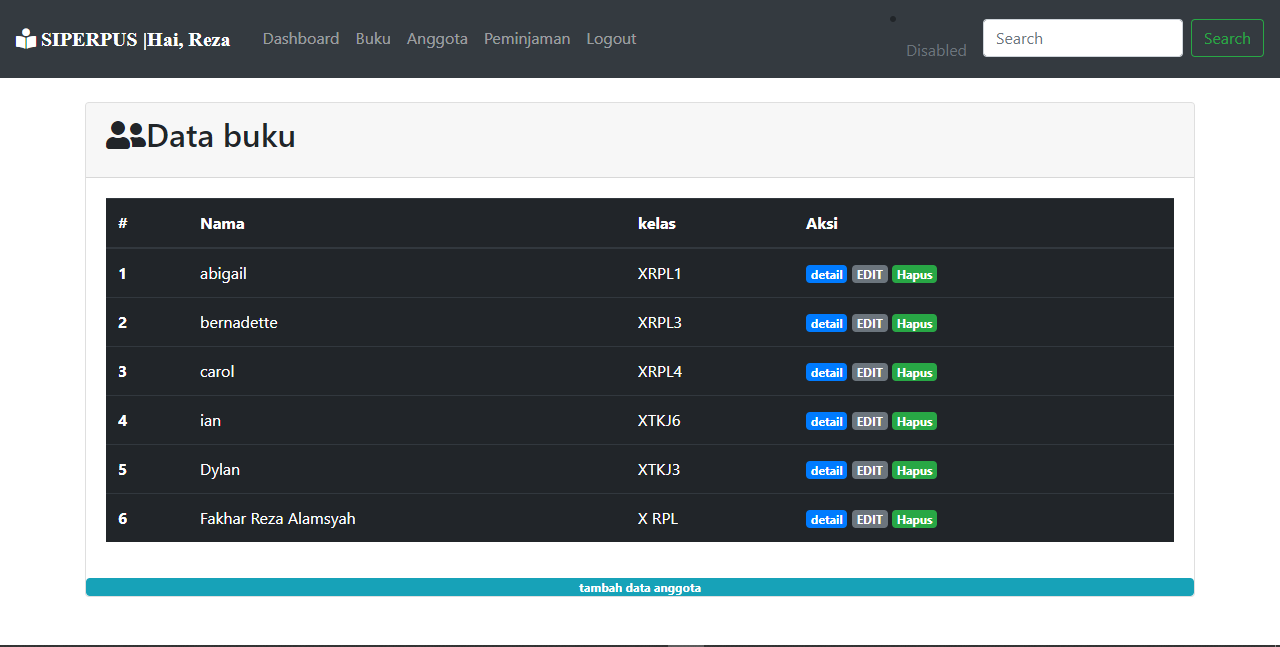 SIPERPUS |Hai, Reza Dashboard Buku Anggota Peminjaman Logout Disabled Search Search
Data buku
# Nama kelas Aksi
1 abigail XRPL1 detail EDIT Hapus
2 bernadette XRPL3 detail EDIT Hapus
3 carol XRPL4 detail EDIT Hapus
4 ian XTKJ6 detail EDIT Hapus
5 Dylan XTKJ3 detail EDIT Hapus
6 Fakhar Reza Alamsyah X RPL detail EDIT Hapus
tambah data anggota